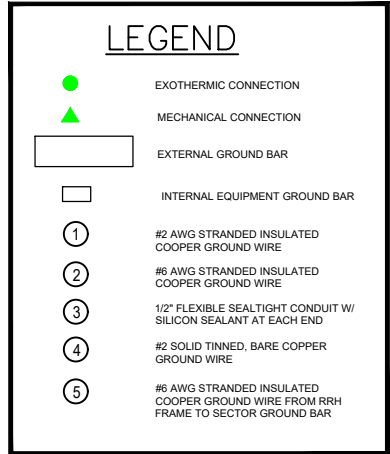 LEGEND
EXOTHERMIC CONNECTION
MECHANICAL CONNECTION
EXTERNAL GROUND BAR
INTERNAL EQUIPMENT GROUND BAR
1 #2 AWG STRANDED INSULATED
COOPER GROUND WIRE
2 #6 AWG STRANDED INSULATED
COOPER GROUND WIRE
3 1/2" FLEXIBLE SEALTIGHT CONDUIT W/
SILICON SEALANT AT EACH END
4 #2 SOLID TINNED, BARE COPPER
GROUND WIRE
5 #6 AWG STRANDED INSULATED
COOPER GROUND WIRE FROM RRH
FRAME TO SECTOR GROUND BAR